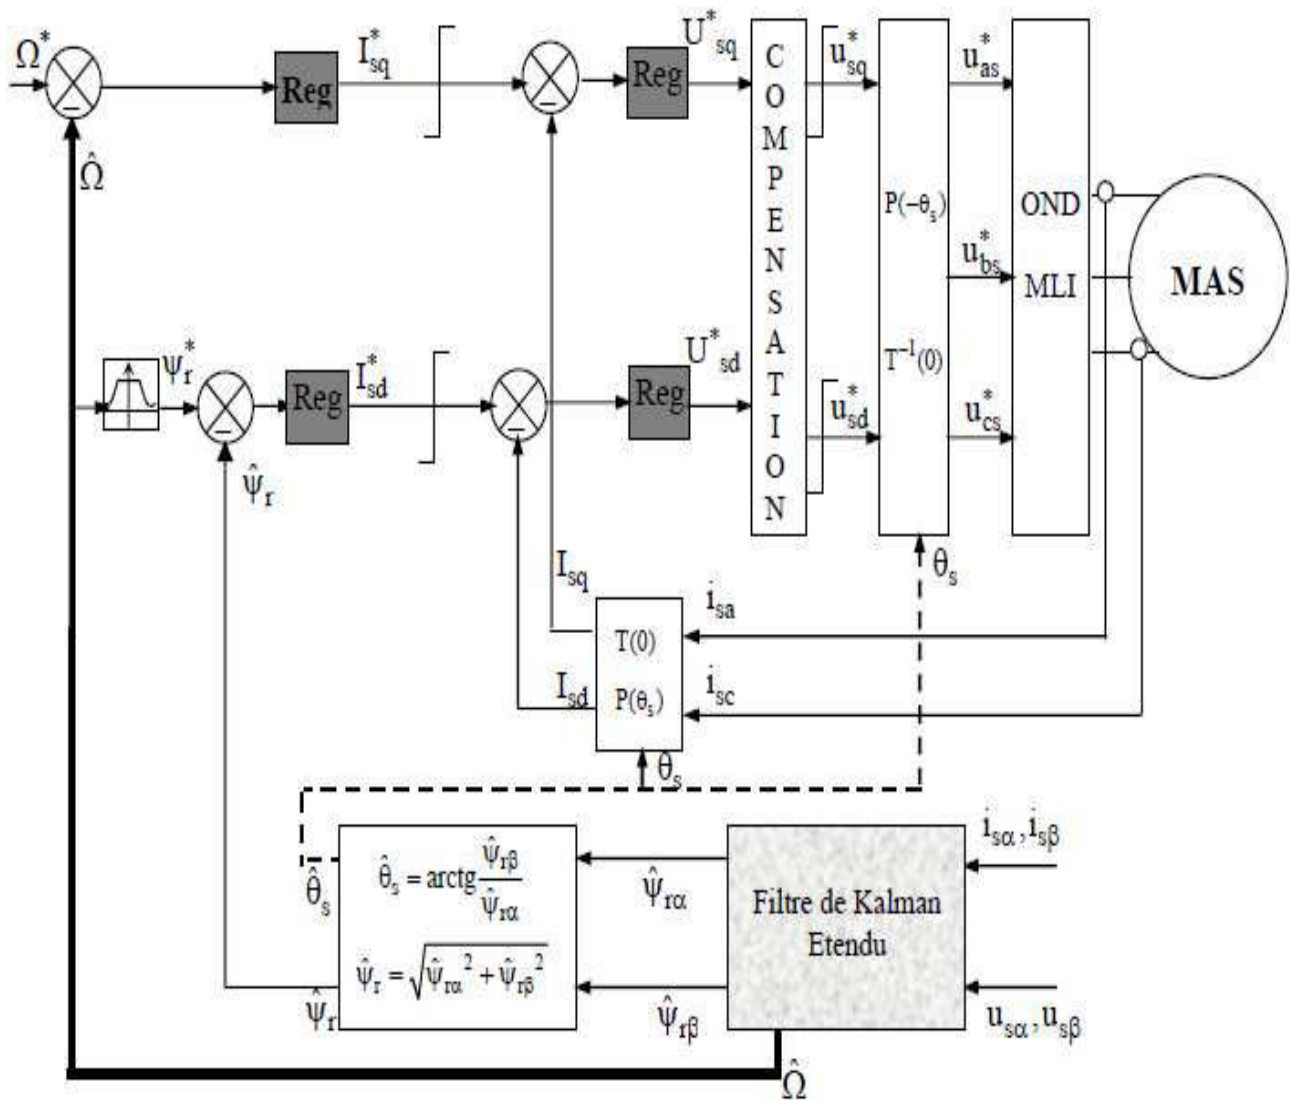 Ω* Reg I*sq Reg U*sq u*sq u*as
Ω̂
COMPENSATION
P(−θs)
T⁻¹(0)
u*bs
OND
MLI
MAS
ψ*r Reg I*sd Reg U*sd u*sd u*cs
ψ̂r
θs
Isq isa
T(0)
P(θs)
Isd isc
θs
isα, isβ
θ̂s
θ̂s = arctg ψ̂rβ / ψ̂rα
ψ̂rα
Filtre de Kalman
Etendu
ψ̂r = √(ψ̂rα² + ψ̂rβ²)
ψ̂r
ψ̂rβ
usα, usβ
Ω̂